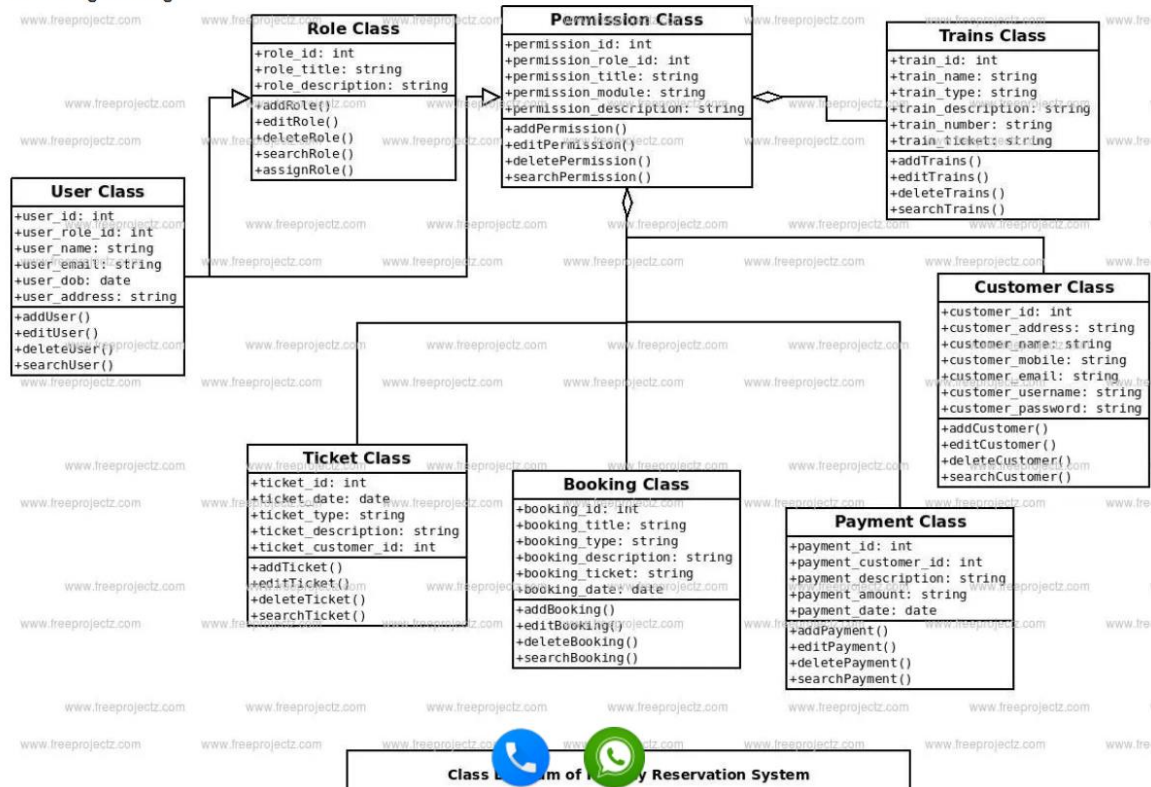 Role Class
+role_id: int
+role_title: string
+role_description: string
+addRole()
+editRole()
+deleteRole()
+searchRole()
+assignRole()
Permission Class
+permission_id: int
+permission_role_id: int
+permission_title: string
+permission_module: string
+permission_description: string
+addPermission()
+editPermission()
+deletePermission()
+searchPermission()
Trains Class
+train_id: int
+train_name: string
+train_type: string
+train_description: string
+train_number: string
+train_ticket: string
+addTrains()
+editTrains()
+deleteTrains()
+searchTrains()
User Class
+user_id: int
+user_role_id: int
+user_name: string
+user_email: string
+user_dob: date
+user_address: string
+addUser()
+editUser()
+deleteUser()
+searchUser()
Customer Class
+customer_id: int
+customer_address: string
+customer_name: string
+customer_mobile: string
+customer_email: string
+customer_username: string
+customer_password: string
+addCustomer()
+editCustomer()
+deleteCustomer()
+searchCustomer()
Ticket Class
+ticket_id: int
+ticket_date: date
+ticket_type: string
+ticket_description: string
+ticket_customer_id: int
+addTicket()
+editTicket()
+deleteTicket()
+searchTicket()
Booking Class
+booking_id: int
+booking_title: string
+booking_type: string
+booking_description: string
+booking_ticket: string
+booking_date: date
+addBooking()
+editBooking()
+deleteBooking()
+searchBooking()
Payment Class
+payment_id: int
+payment_customer_id: int
+payment_description: string
+payment_amount: string
+payment_date: date
+addPayment()
+editPayment()
+deletePayment()
+searchPayment()
www.freeprojectz.com
Class of Reservation System